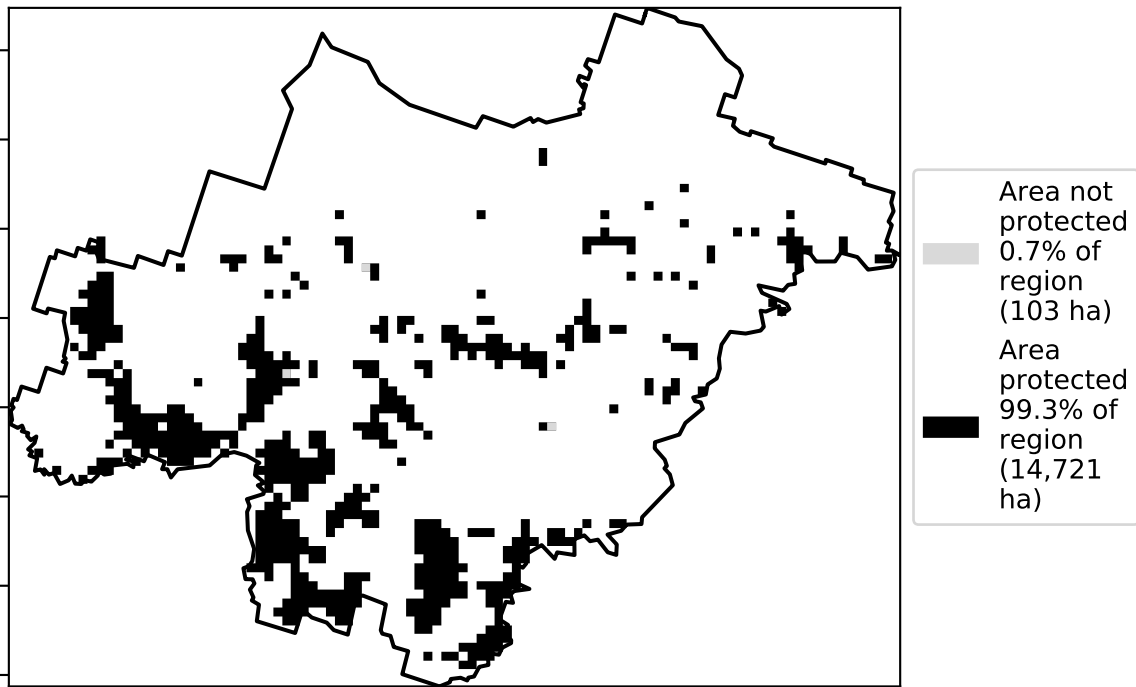 Area not
protected
0.7% of
region
(103 ha)
Area
protected
99.3% of
region
(14,721
ha)